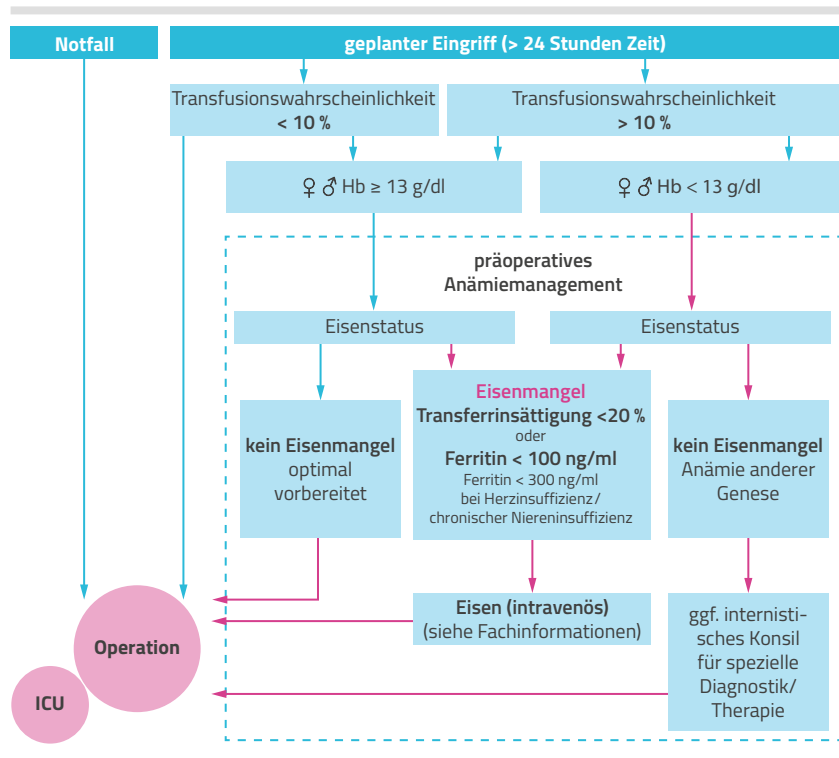 Notfall
geplanter Eingriff (> 24 Stunden Zeit)
Transfusionswahrscheinlichkeit
< 10 %
Transfusionswahrscheinlichkeit
> 10 %
♀ ♂ Hb ≥ 13 g/dl
♀ ♂ Hb < 13 g/dl
präoperatives
Anämiemanagement
Eisenstatus
Eisenstatus
kein Eisenmangel
optimal
vorbereitet
Eisenmangel
Transferrinsättigung <20 %
oder
Ferritin < 100 ng/ml
Ferritin < 300 ng/ml
bei Herzinsuffizienz/
chronischer Niereninsuffizienz
kein Eisenmangel
Anämie anderer
Genese
Eisen (intravenös)
(siehe Fachinformationen)
ggf. internisti-
sches Konsil
für spezielle
Diagnostik/
Therapie
Operation
ICU